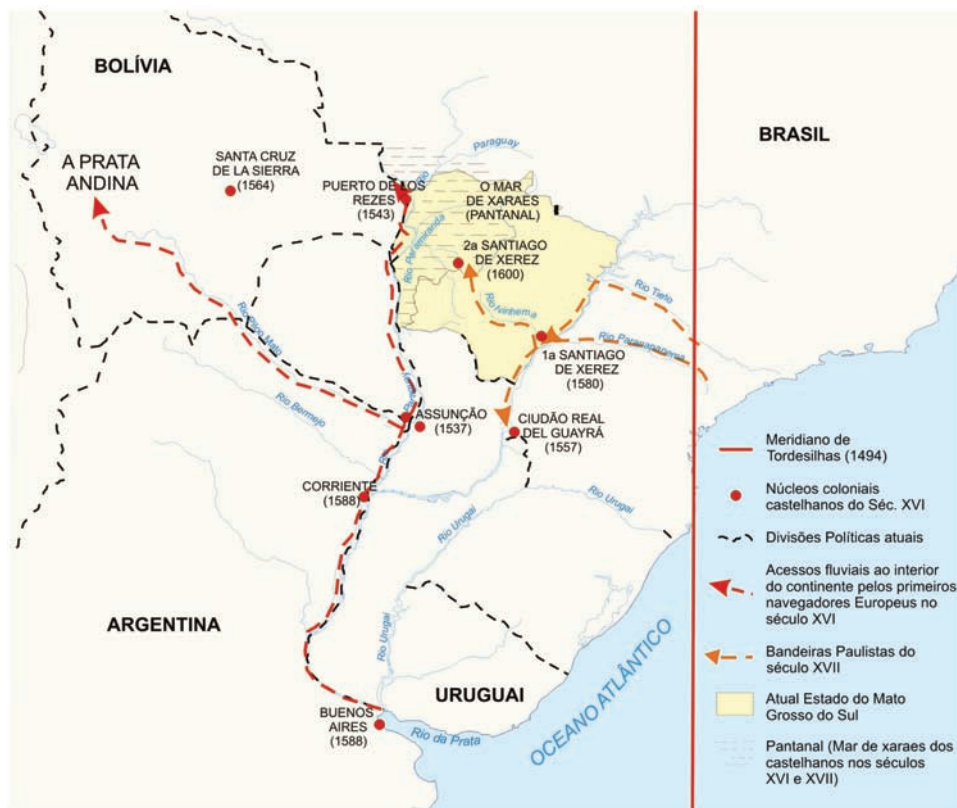 BOLÍVIA
BRASIL
A PRATA
ANDINA
SANTA CRUZ
DE LA SIERRA
(1564)
PUERTO DE LOS
REZES
(1543)
Rio
Paraguay
O MAR
DE XARAES
(PANTANAL)
2a SANTIAGO
DE XEREZ
(1600)
Rio Ivinhema
Rio Tieto
Rio Paranapanema
1a SANTIAGO
DE XEREZ
(1580)
ASSUNÇÃO
(1537)
CIUDÃO REAL
DEL GUAYRÁ
(1557)
Rio Bermejo
CORRIENTE
(1588)
Rio Urugai
Rio Urugai
Rio Urugai
ARGENTINA
URUGUAI
BUENOS
AIRES
(1588)
Rio da Prata
OCEANO ATLÂNTICO
Meridiano de
Tordesilhas (1494)
Núcleos coloniais
castelhanos do Séc. XVI
Divisões Políticas atuais
Acessos fluviais ao interior
do continente pelos primeiros
navegadores Europeus no
século XVI
Bandeiras Paulistas do
século XVII
Atual Estado do Mato
Grosso do Sul
Pantanal (Mar de xaraes dos
castelhanos nos séculos
XVI e XVII)